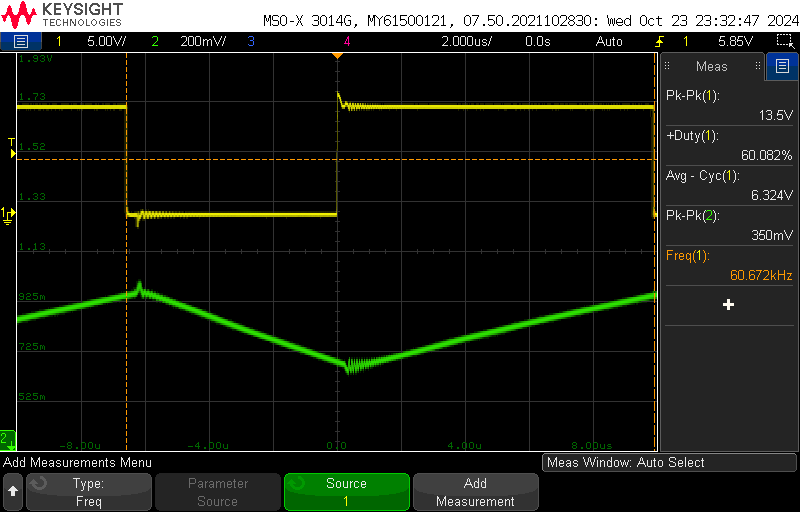 KEYSIGHT
TECHNOLOGIES
MSO-X 3014G, MY61500121, 07.50.2021102830: Wed Oct 23 23:32:47 2024
1 5.00V/ 2 200mV/ 3 4 2.000us/ 0.0s Auto 1 5.85V
1.93V
1.73
1.52
1.33
1.13
925m
725m
525m
T
1
2
-8.00u -4.00u 0.0 4.00u 8.00us
Meas
Pk-Pk(1):
13.5V
+Duty(1):
60.082%
Avg - Cyc(1):
6.324V
Pk-Pk(2):
350mV
Freq(1):
60.672kHz
Add Measurements Menu
Meas Window: Auto Select
Type:
Freq
Parameter
Source
Source
1
Add
Measurement